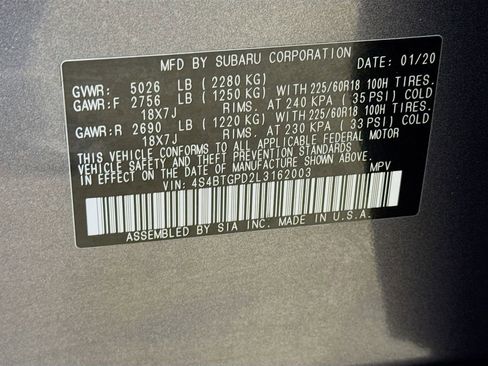 MFD BY SUBARU CORPORATION DATE: 01/20
GVWR: 5026 LB (2280 KG)
GAWR:F 2756 LB (1250 KG) WITH 225/60R18 100H TIRES.
18X7J RIMS. AT 240 KPA (35 PSI) COLD
GAWR:R 2690 LB (1220 KG) WITH 225/60R18 100H TIRES.
18X7J RIMS. AT 230 KPA (33 PSI) COLD
THIS VEHICLE CONFORMS TO ALL APPLICABLE FEDERAL MOTOR
VEHICLE SAFETY STANDARDS
IN EFFECT ON THE DATE OF MANUFACTURE SHOWN ABOVE.
VIN: 4S4BTGPD2L3162003 MPV
ASSEMBLED BY SIA INC. MADE IN U.S.A.